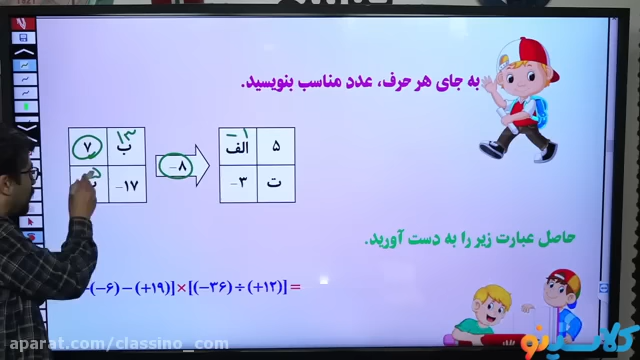 به جای هر حرف، عدد مناسب بنویسید.
۷ ب ۱۳
-۱۷
-۸
الف -۱ ۵
-۳ ت
حاصل عبارت زیر را به دست آورید.
(-۶)-(+۱۹)]×[(-۳۶)÷(+۱۲)]=
aparat.com/classino_com
کلاسینو